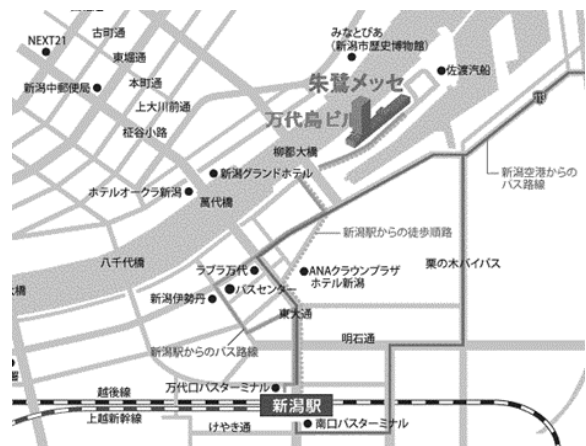 古町通
NEXT21
東堀通
みなとぴあ
(新潟市歴史博物館)
佐渡汽船
新潟中郵便局
本町通
朱鷺メッセ
上大川前通
万代島ビル
柾谷小路
柳都大橋
新潟グランドホテル
新潟空港からの
バス路線
ホテルオークラ新潟
萬代橋
新潟駅からの徒歩順路
八千代橋
ラブラ万代
ANAクラウンプラザ
ホテル新潟
栗の木バイパス
バスセンター
新潟伊勢丹
東大通
明石通
新潟駅からのバス路線
万代口バスターミナル
越後線
新潟駅
上越新幹線
けやき通
南口バスターミナル